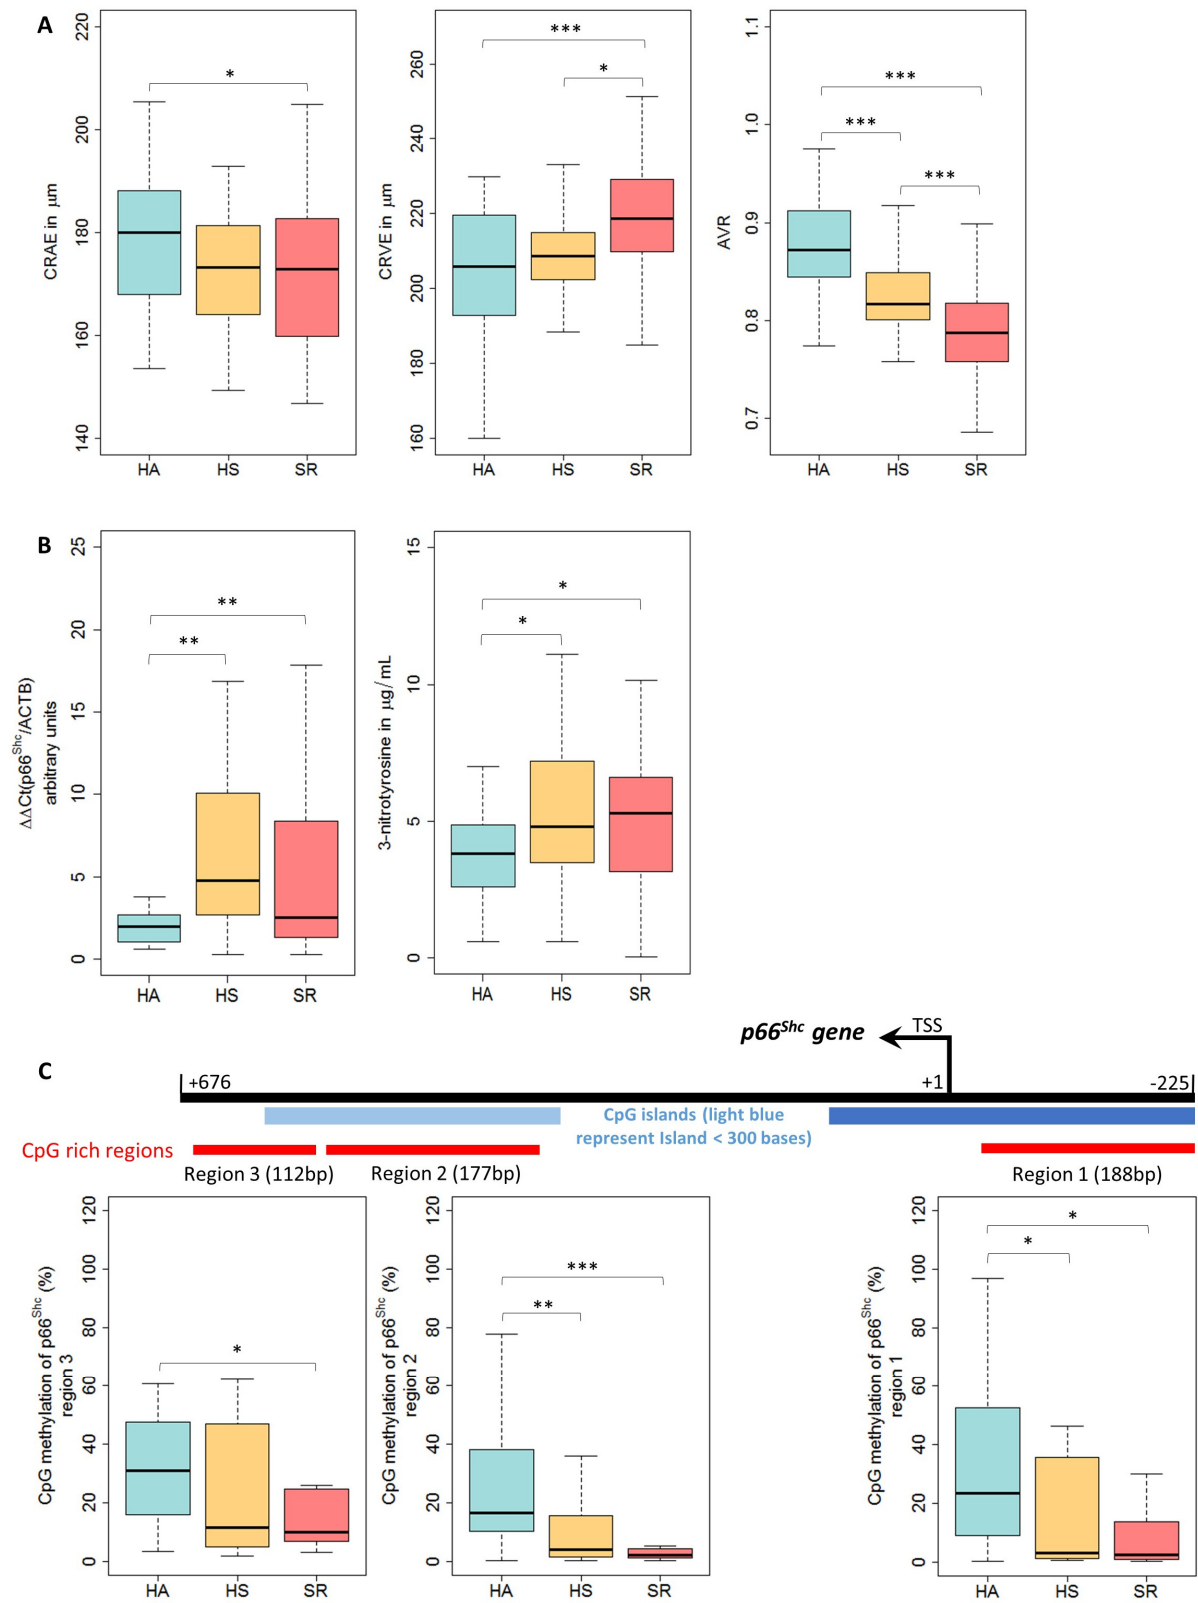 A
CRAE in μm
220
200
180
160
140
*
HA HS SR
CRVE in μm
260
240
220
200
180
160
***
*
HA HS SR
AVR
1.1
1.0
0.9
0.8
0.7
***
***
***
HA HS SR
B
ΔΔCt(p66Shc/ACTB)
arbitrary units
25
20
15
10
5
0
**
**
HA HS SR
3-nitrotyrosine in μg/mL
15
10
5
0
*
*
HA HS SR
C
p66Shc gene
TSS
+676
+1
-225
CpG islands (light blue
represent Island < 300 bases)
CpG rich regions
Region 3 (112bp)
Region 2 (177bp)
Region 1 (188bp)
CpG methylation of p66Shc (%)
region 3
120
100
80
60
40
20
0
*
HA HS SR
CpG methylation of p66Shc (%)
region 2
120
100
80
60
40
20
0
***
**
HA HS SR
CpG methylation of p66Shc (%)
region 1
120
100
80
60
40
20
0
*
*
HA HS SR